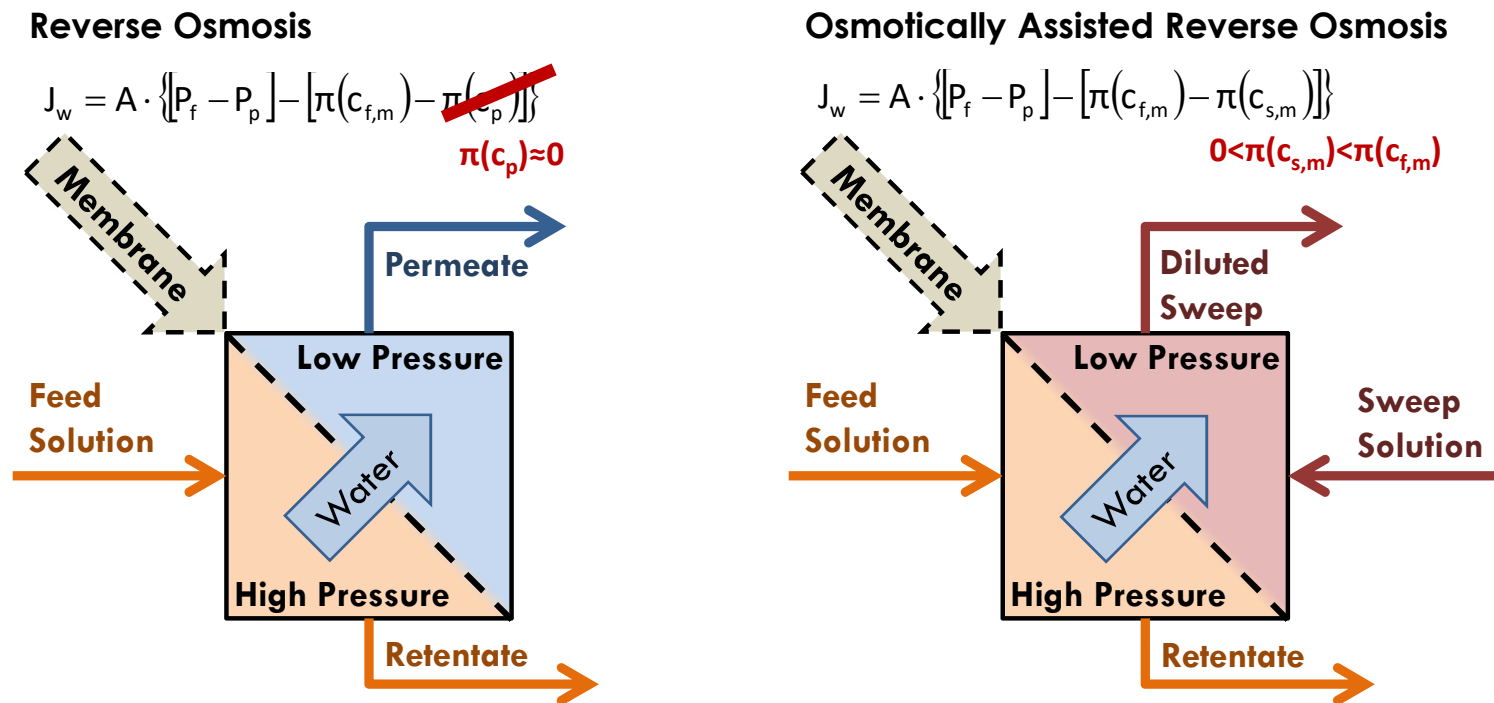 Reverse Osmosis
J_w = A · {[P_f − P_p] − [π(c_f,m) − π(c_p)]}
π(c_p)≈0
Membrane
Permeate
Low Pressure
Feed
Solution
Water
High Pressure
Retentate
Osmotically Assisted Reverse Osmosis
J_w = A · {[P_f − P_p] − [π(c_f,m) − π(c_s,m)]}
0<π(c_s,m)<π(c_f,m)
Membrane
Diluted
Sweep
Low Pressure
Feed
Solution
Sweep
Solution
Water
High Pressure
Retentate